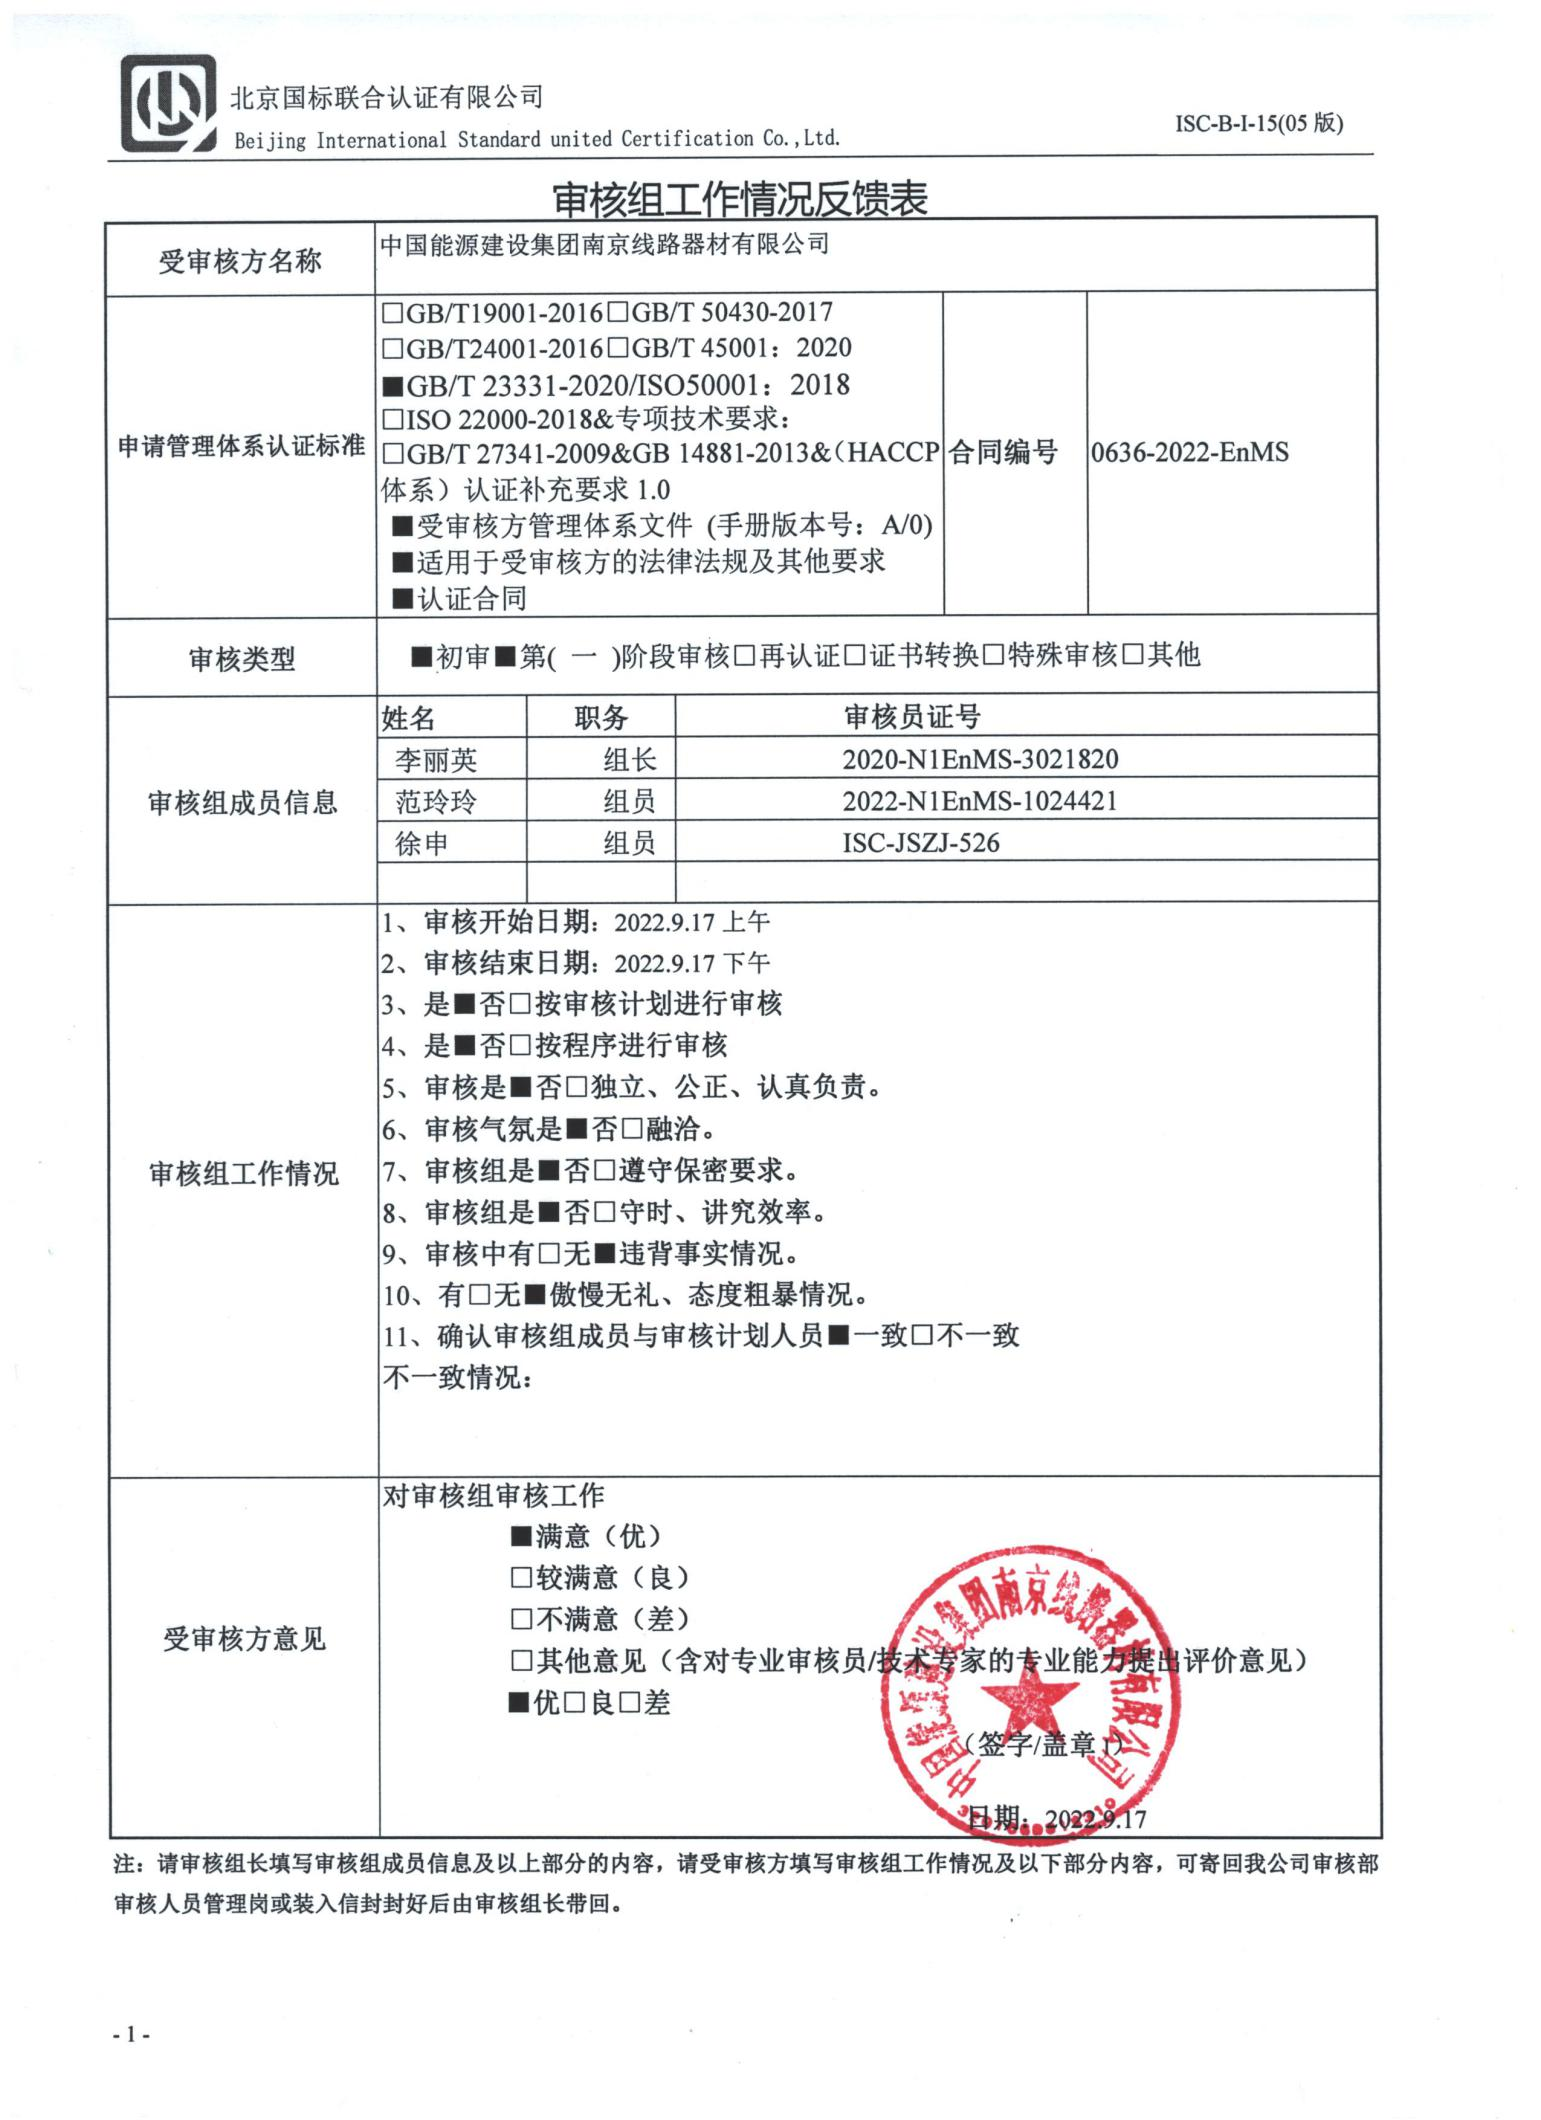 北京国标联合认证有限公司
Beijing International Standard united Certification Co.,Ltd.
ISC-B-I-15(05 版)
审核组工作情况反馈表
受审核方名称
中国能源建设集团南京线路器材有限公司
申请管理体系认证标准
□GB/T19001-2016□GB/T 50430-2017
□GB/T24001-2016□GB/T 45001：2020
■GB/T 23331-2020/ISO50001：2018
□ISO 22000-2018&专项技术要求：
□GB/T 27341-2009&GB 14881-2013&（HACCP
体系）认证补充要求 1.0
■受审核方管理体系文件 (手册版本号：A/0)
■适用于受审核方的法律法规及其他要求
■认证合同
合同编号
0636-2022-EnMS
审核类型
■初审■第( 一 )阶段审核□再认证□证书转换□特殊审核□其他
审核组成员信息
姓名 职务 审核员证号
李丽英 组长 2020-N1EnMS-3021820
范玲玲 组员 2022-N1EnMS-1024421
徐申 组员 ISC-JSZJ-526
审核组工作情况
1、审核开始日期：2022.9.17 上午
2、审核结束日期：2022.9.17 下午
3、是■否□按审核计划进行审核
4、是■否□按程序进行审核
5、审核是■否□独立、公正、认真负责。
6、审核气氛是■否□融洽。
7、审核组是■否□遵守保密要求。
8、审核组是■否□守时、讲究效率。
9、审核中有□无■违背事实情况。
10、有□无■傲慢无礼、态度粗暴情况。
11、确认审核组成员与审核计划人员■一致□不一致
不一致情况：
受审核方意见
对审核组审核工作
■满意（优）
□较满意（良）
□不满意（差）
□其他意见（含对专业审核员/技术专家的专业能力提出评价意见）
■优□良□差
（签字/盖章）
日期：2022.9.17
中国能源建设集团南京线路器材有限公司
注：请审核组长填写审核组成员信息及以上部分的内容，请受审核方填写审核组工作情况及以下部分内容，可寄回我公司审核部
审核人员管理岗或装入信封封好后由审核组长带回。
- 1 -